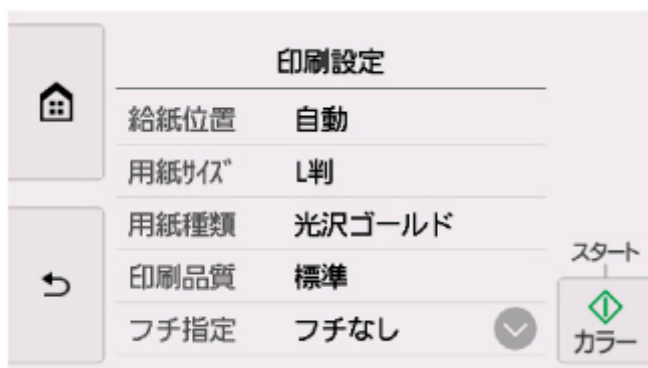 印刷設定
給紙位置 自動
用紙サイズ L判
用紙種類 光沢ゴールド
印刷品質 標準
フチ指定 フチなし
スタート
カラー